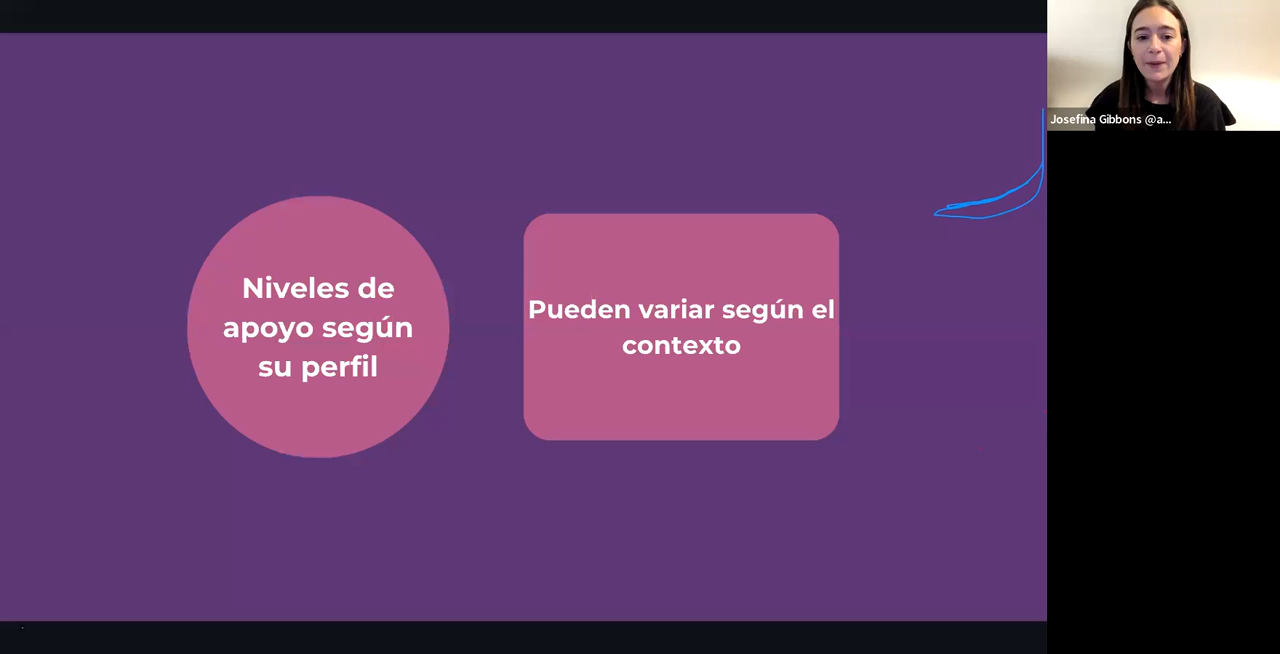 Niveles de
apoyo según
su perfil
Pueden variar según el
contexto
Josefina Gibbons @a...